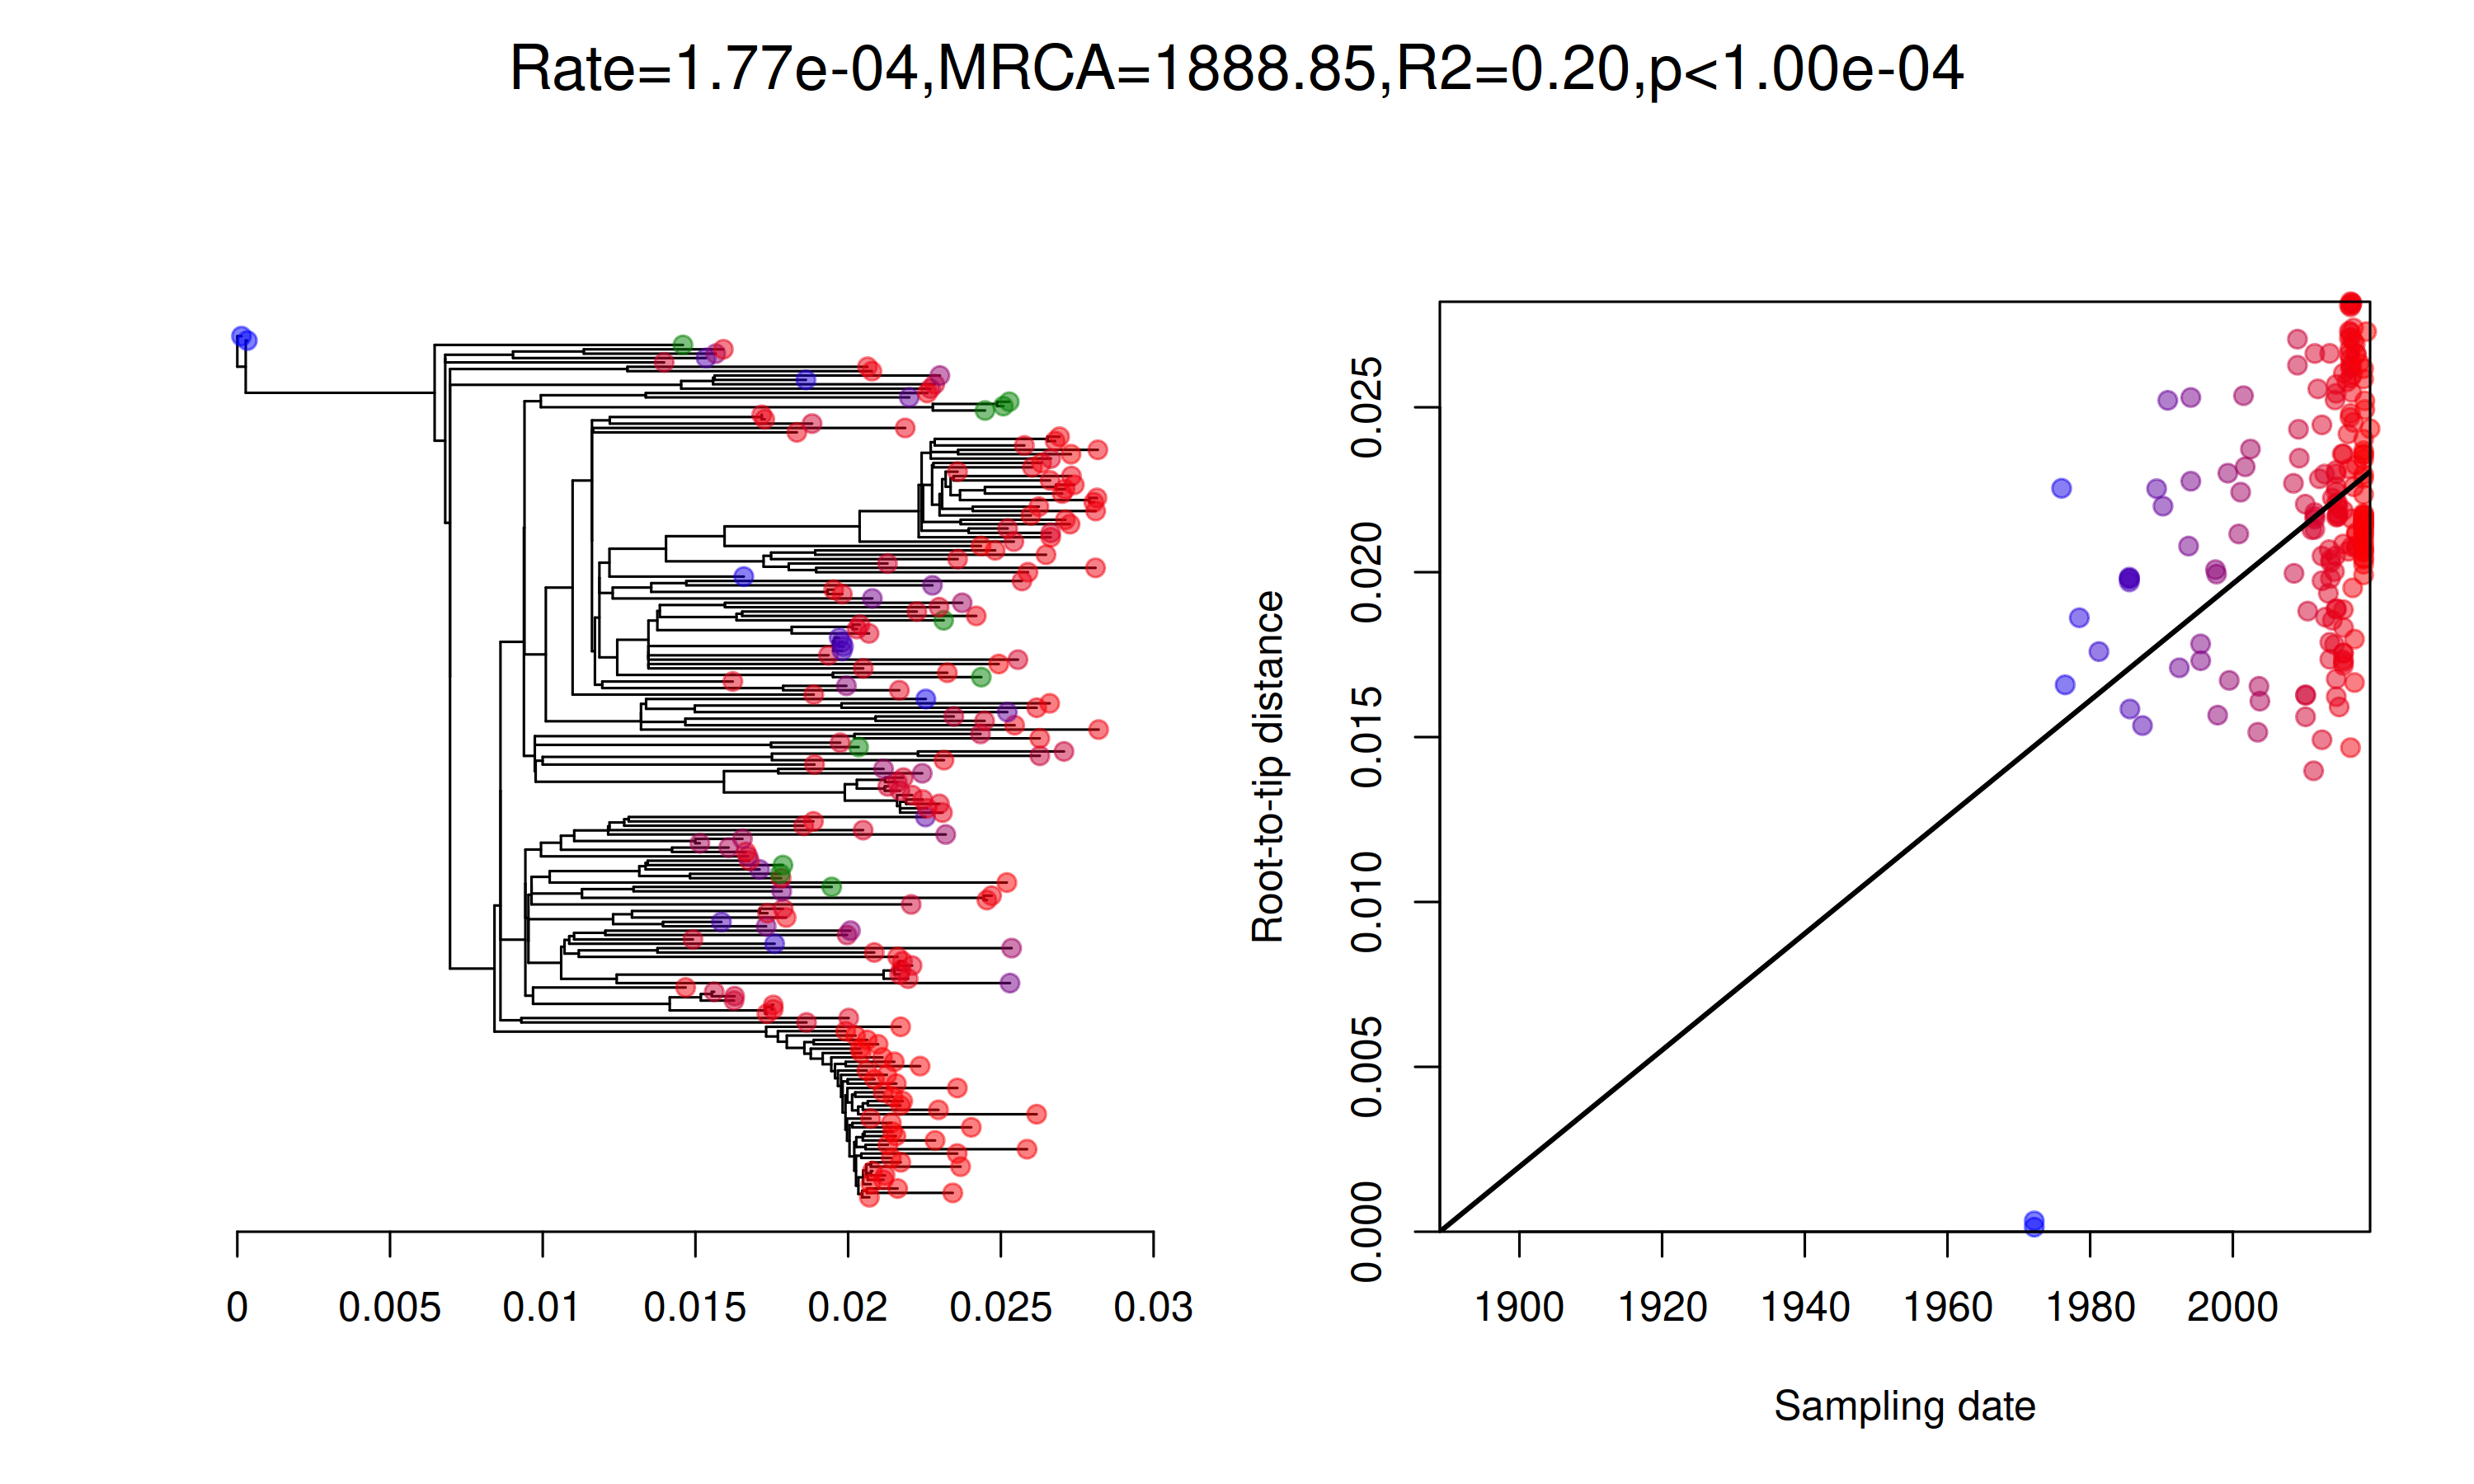 Rate=1.77e-04,MRCA=1888.85,R2=0.20,p<1.00e-04
0 0.005 0.01 0.015 0.02 0.025 0.03
Root-to-tip distance
0.000 0.005 0.010 0.015 0.020 0.025
1900 1920 1940 1960 1980 2000
Sampling date